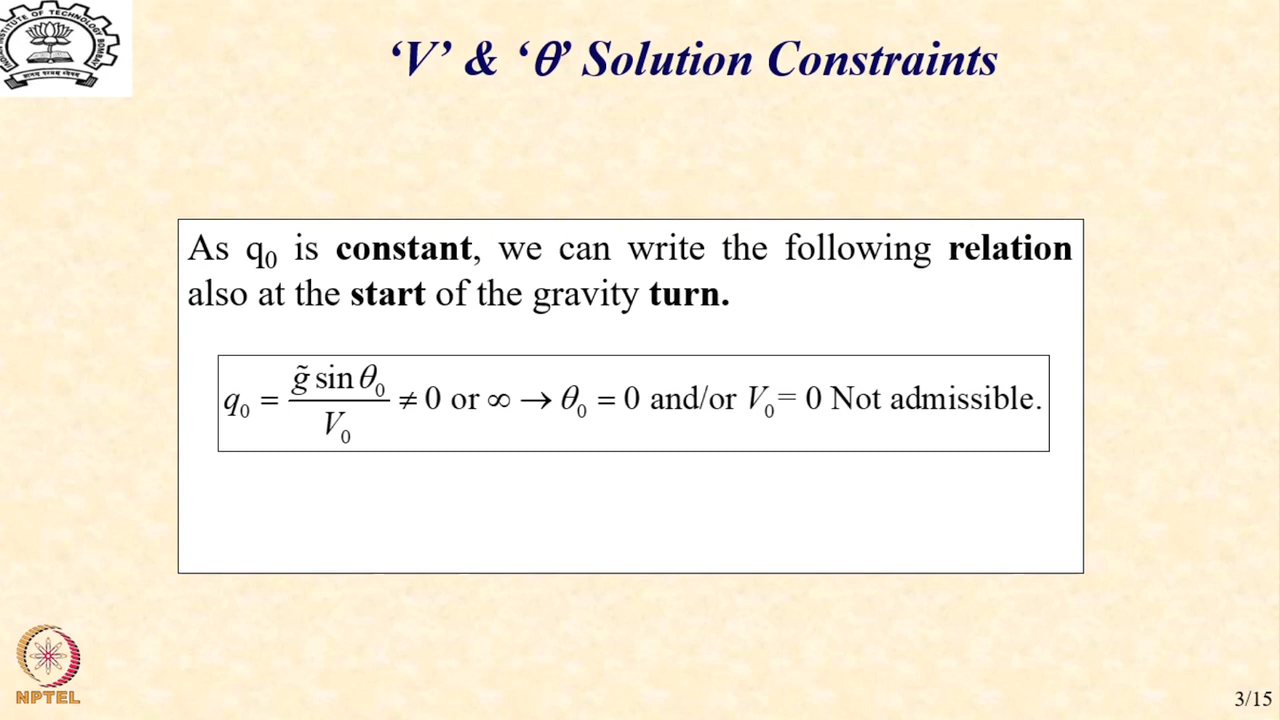 ‘V’ & ‘θ’ Solution Constraints
As q₀ is constant, we can write the following relation
also at the start of the gravity turn.
q₀ = g̃ sin θ₀ / V₀ ≠ 0 or ∞ → θ₀ = 0 and/or V₀ = 0 Not admissible.
NPTEL
3/15